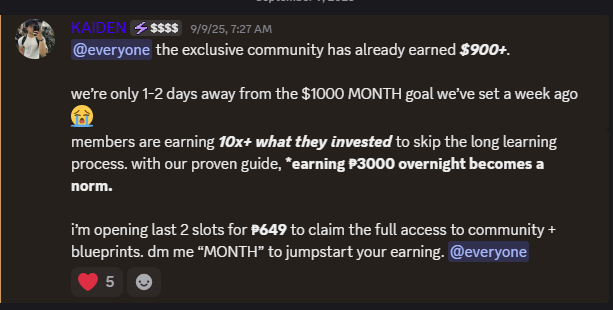 KAIDEN $$$$ 9/9/25, 7:27 AM
@everyone the exclusive community has already earned $900+.
we're only 1-2 days away from the $1000 MONTH goal we've set a week ago
😭
members are earning 10x+ what they invested to skip the long learning
process. with our proven guide, *earning ₱3000 overnight becomes a
norm.
i'm opening last 2 slots for ₱649 to claim the full access to community +
blueprints. dm me “MONTH” to jumpstart your earning. @everyone
❤️ 5